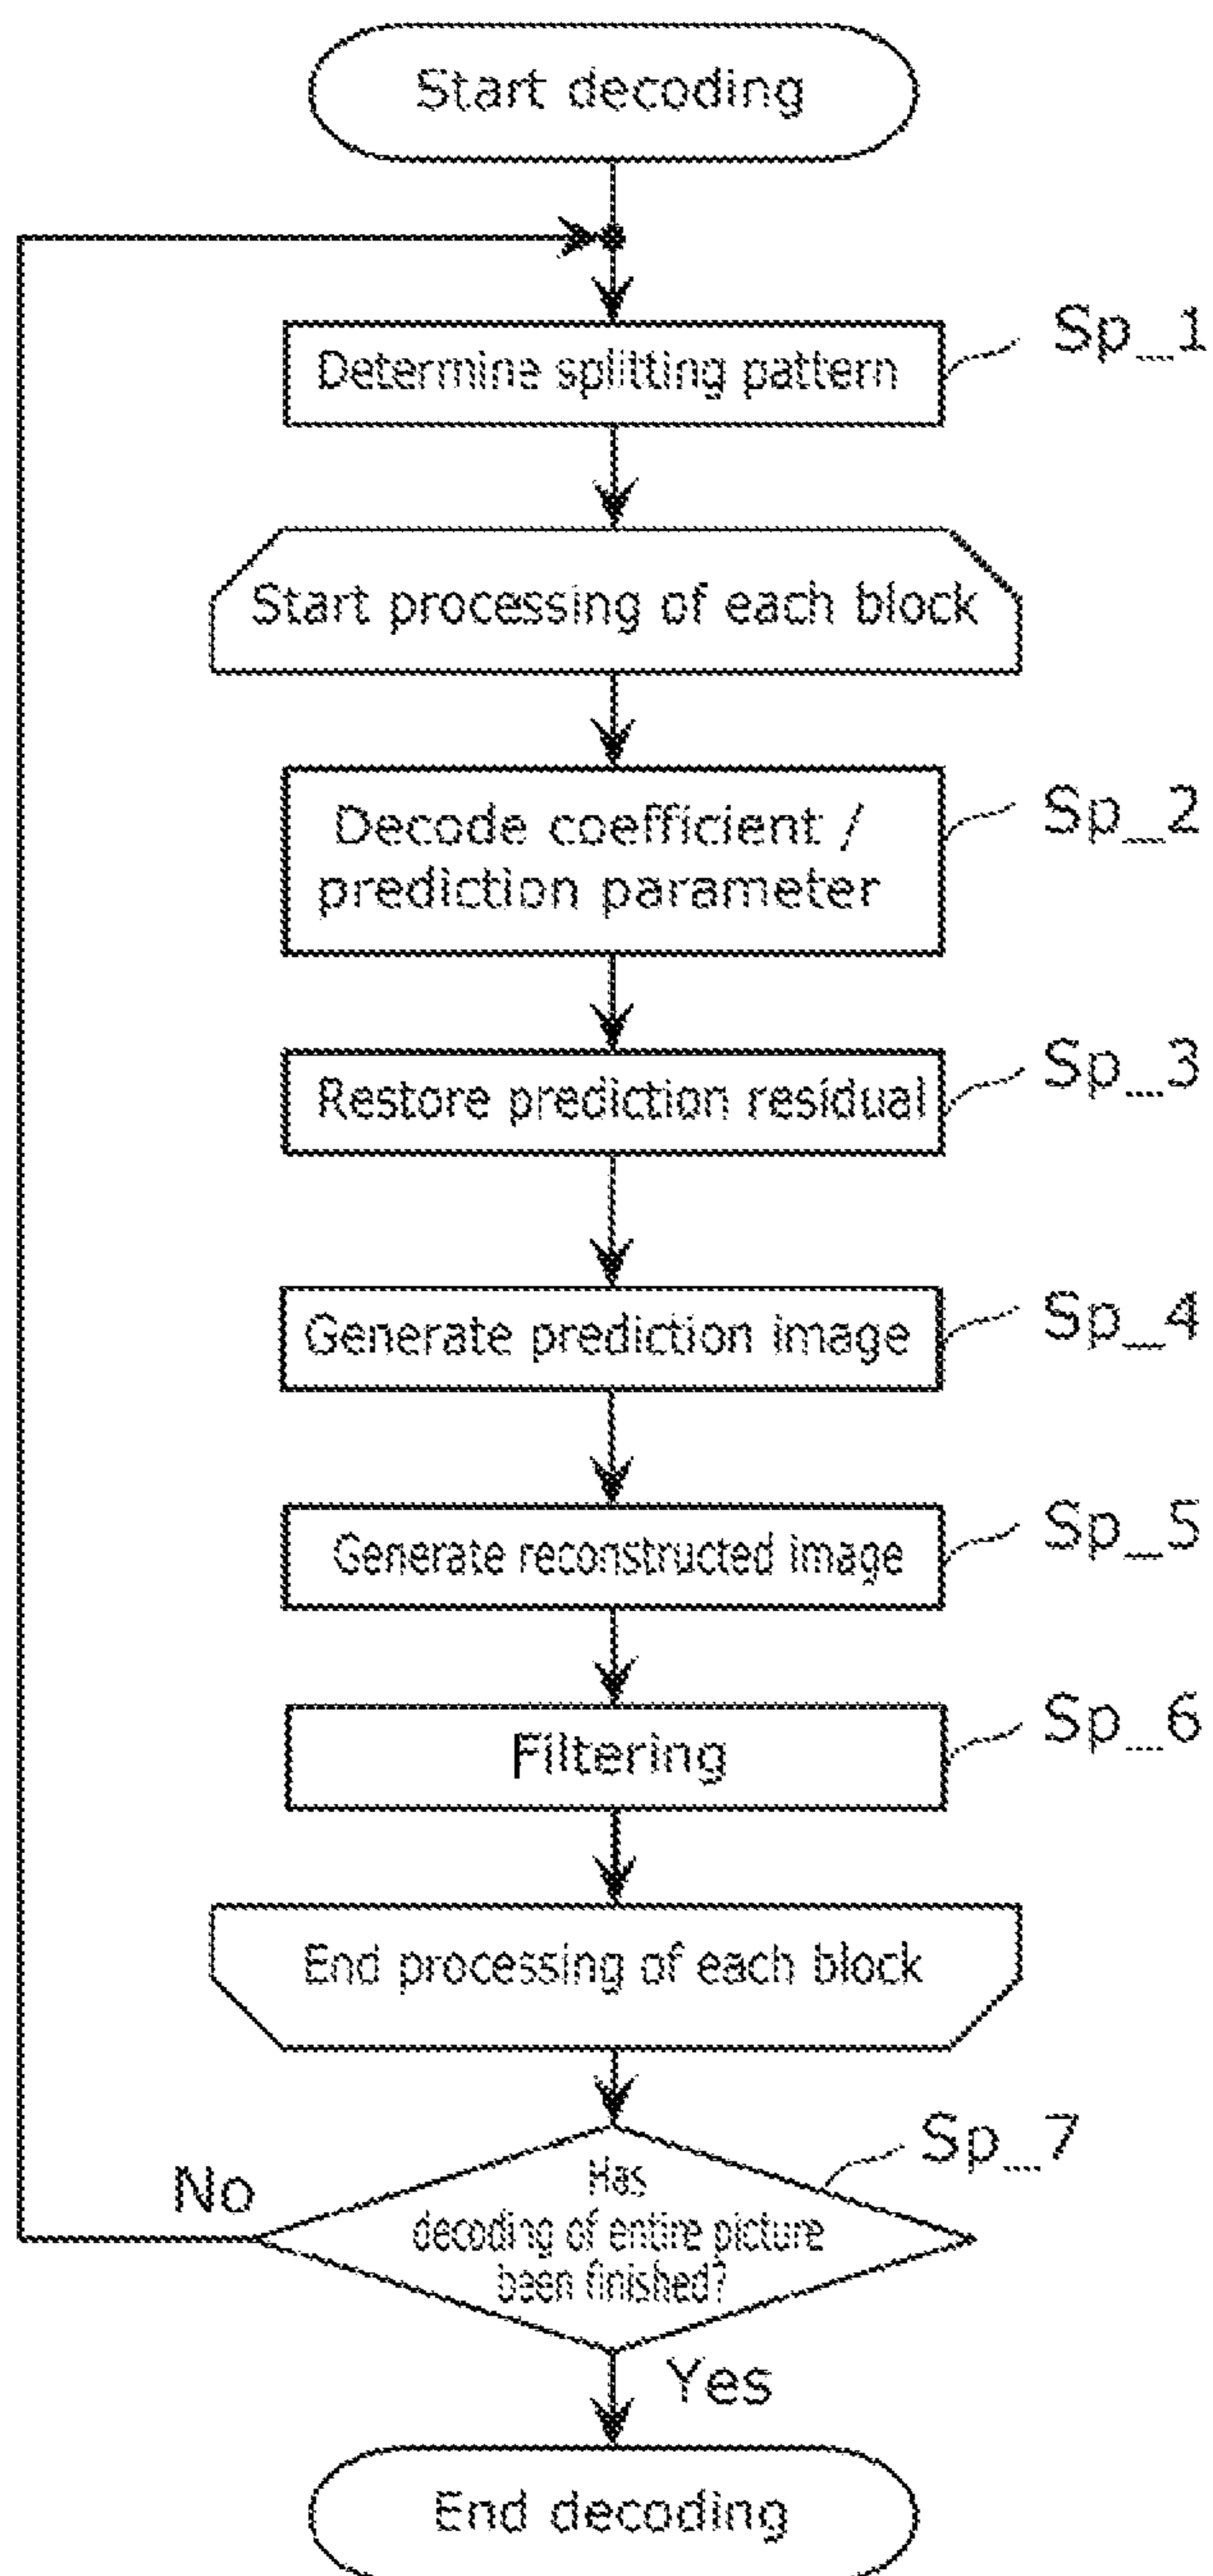 Start decoding
Determine splitting pattern
Sp_1
Start processing of each block
Decode coefficient /
prediction parameter
Sp_2
Restore prediction residual
Sp_3
Generate prediction image
Sp_4
Generate reconstructed image
Sp_5
Filtering
Sp_6
End processing of each block
Sp_7
Has
decoding of entire picture
been finished?
No
Yes
End decoding